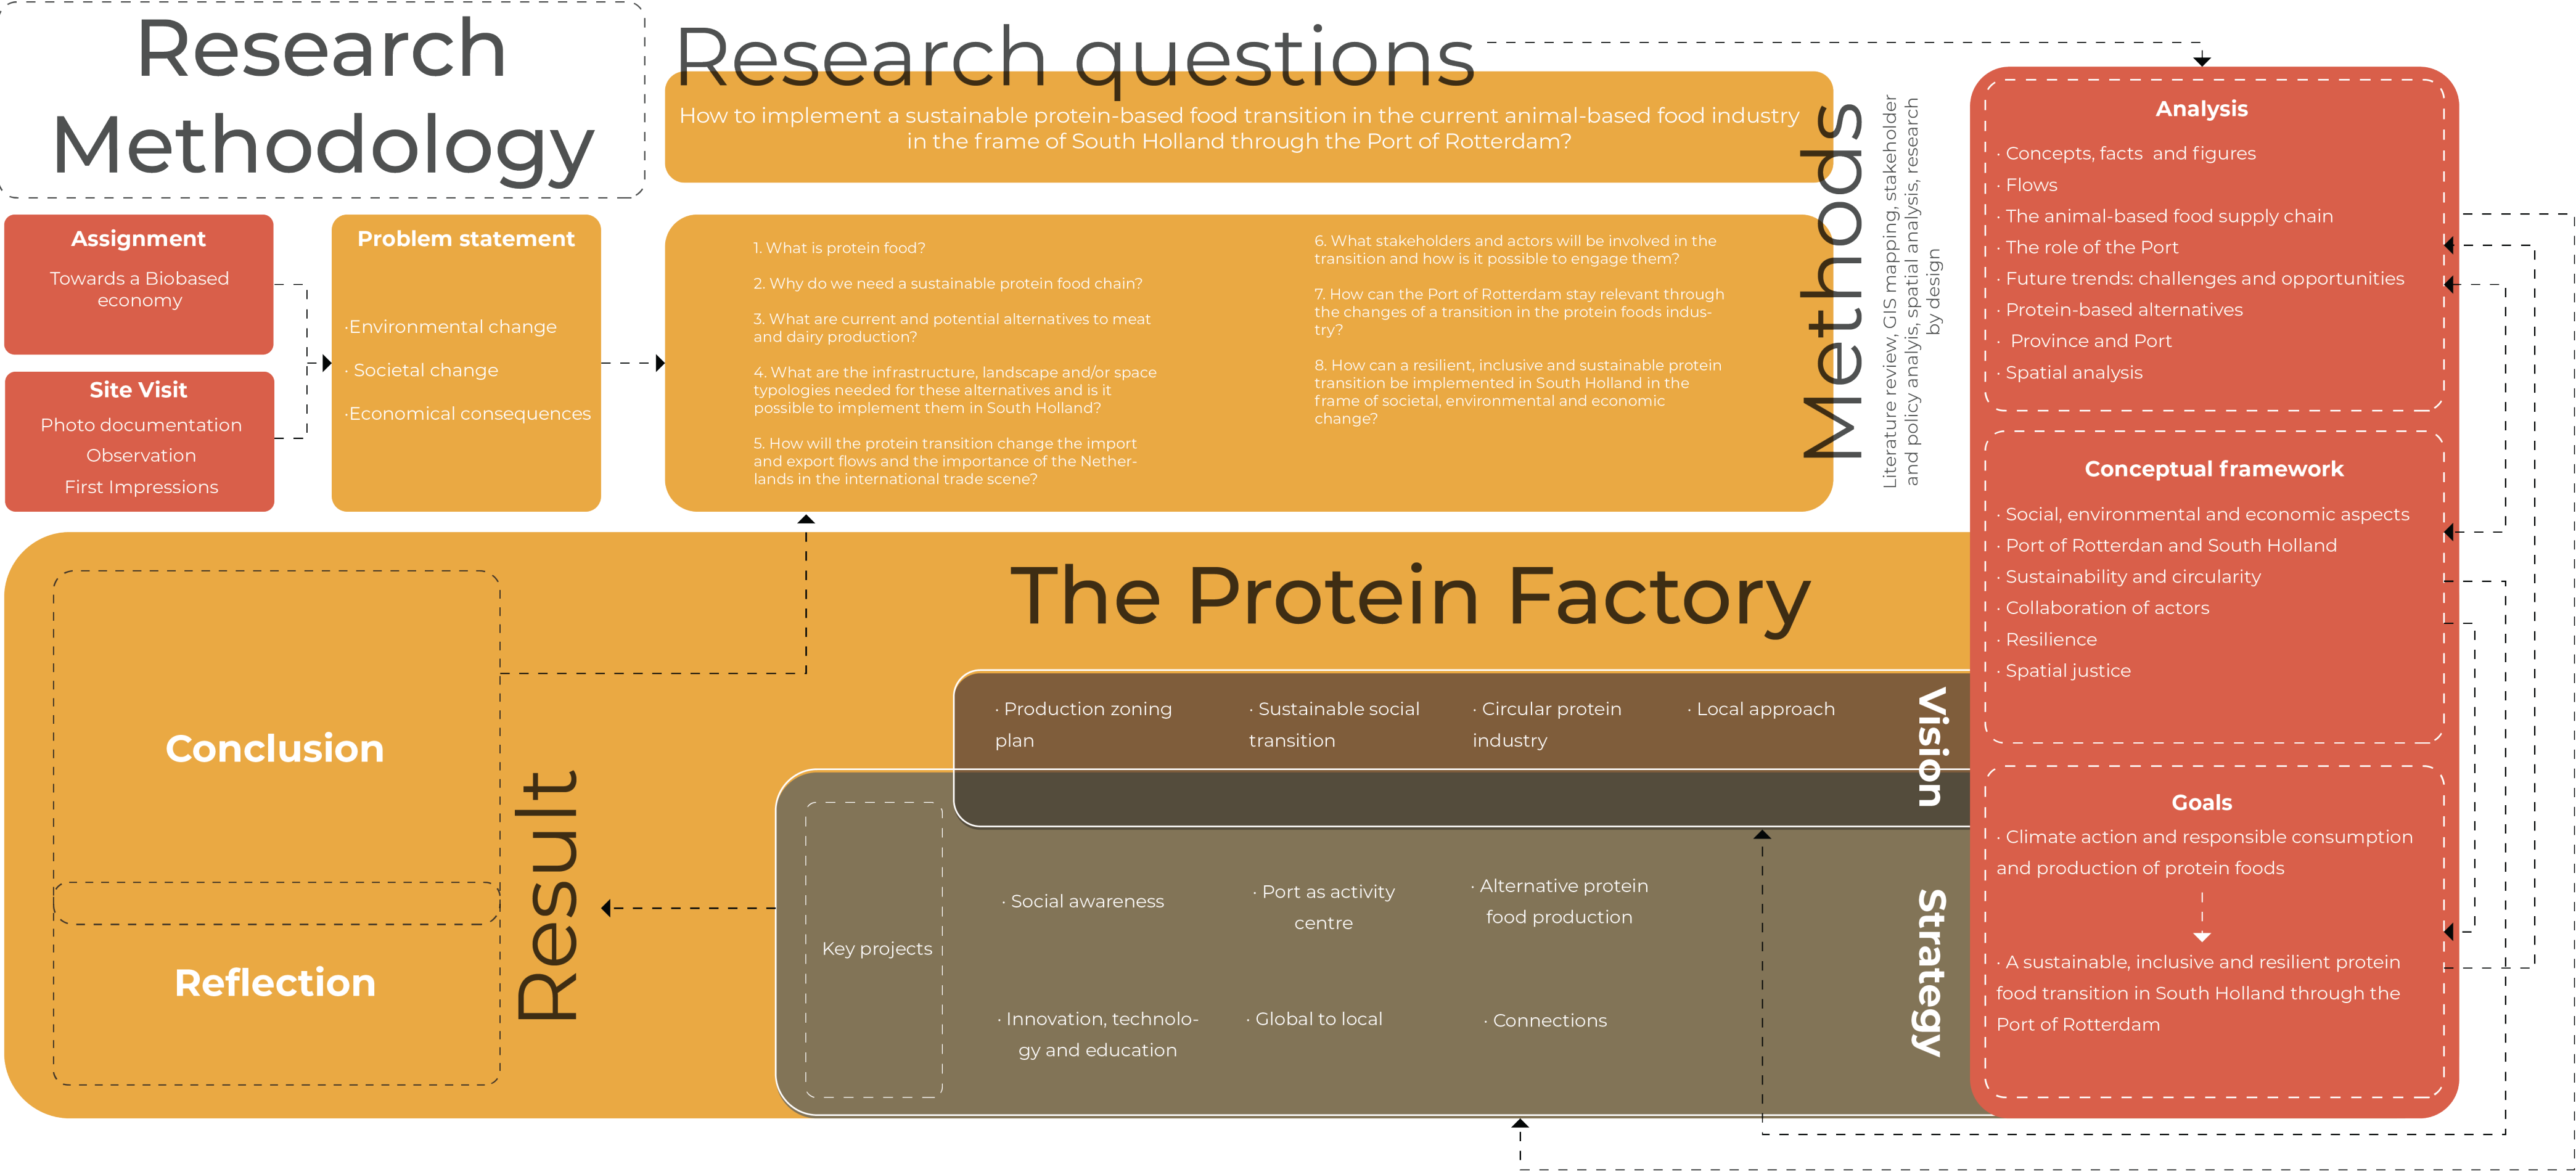 Research
Methodology
Research questions
How to implement a sustainable protein-based food transition in the current animal-based food industry
in the frame of South Holland through the Port of Rotterdam?
Assignment
Towards a Biobased
economy
Site Visit
Photo documentation
Observation
First Impressions
Problem statement
·Environmental change
· Societal change
·Economical consequences
1. What is protein food?
2. Why do we need a sustainable protein food chain?
3. What are current and potential alternatives to meat
and dairy production?
4. What are the infrastructure, landscape and/or space
typologies needed for these alternatives and is it
possible to implement them in South Holland?
5. How will the protein transition change the import
and export flows and the importance of the Nether-
lands in the international trade scene?
6. What stakeholders and actors will be involved in the
transition and how is it possible to engage them?
7. How can the Port of Rotterdam stay relevant through
the changes of a transition in the protein foods indus-
try?
8. How can a resilient, inclusive and sustainable protein
transition be implemented in South Holland in the
frame of societal, environmental and economic
change?
Methods
Literature review, GIS mapping, stakeholder
and policy analyis, spatial analysis, research
by design
Analysis
· Concepts, facts  and figures
· Flows
· The animal-based food supply chain
· The role of the Port
· Future trends: challenges and opportunities
· Protein-based alternatives
·  Province and Port
· Spatial analysis
Conceptual framework
· Social, environmental and economic aspects
· Port of Rotterdan and South Holland
· Sustainability and circularity
· Collaboration of actors
· Resilience
· Spatial justice
Goals
· Climate action and responsible consumption
and production of protein foods
· A sustainable, inclusive and resilient protein
food transition in South Holland through the
Port of Rotterdam
The Protein Factory
Vision
· Production zoning
plan
· Sustainable social
transition
· Circular protein
industry
· Local approach
Strategy
Key projects
· Social awareness
· Port as activity
centre
· Alternative protein
food production
· Innovation, technolo-
gy and education
· Global to local
· Connections
Result
Conclusion
Reflection